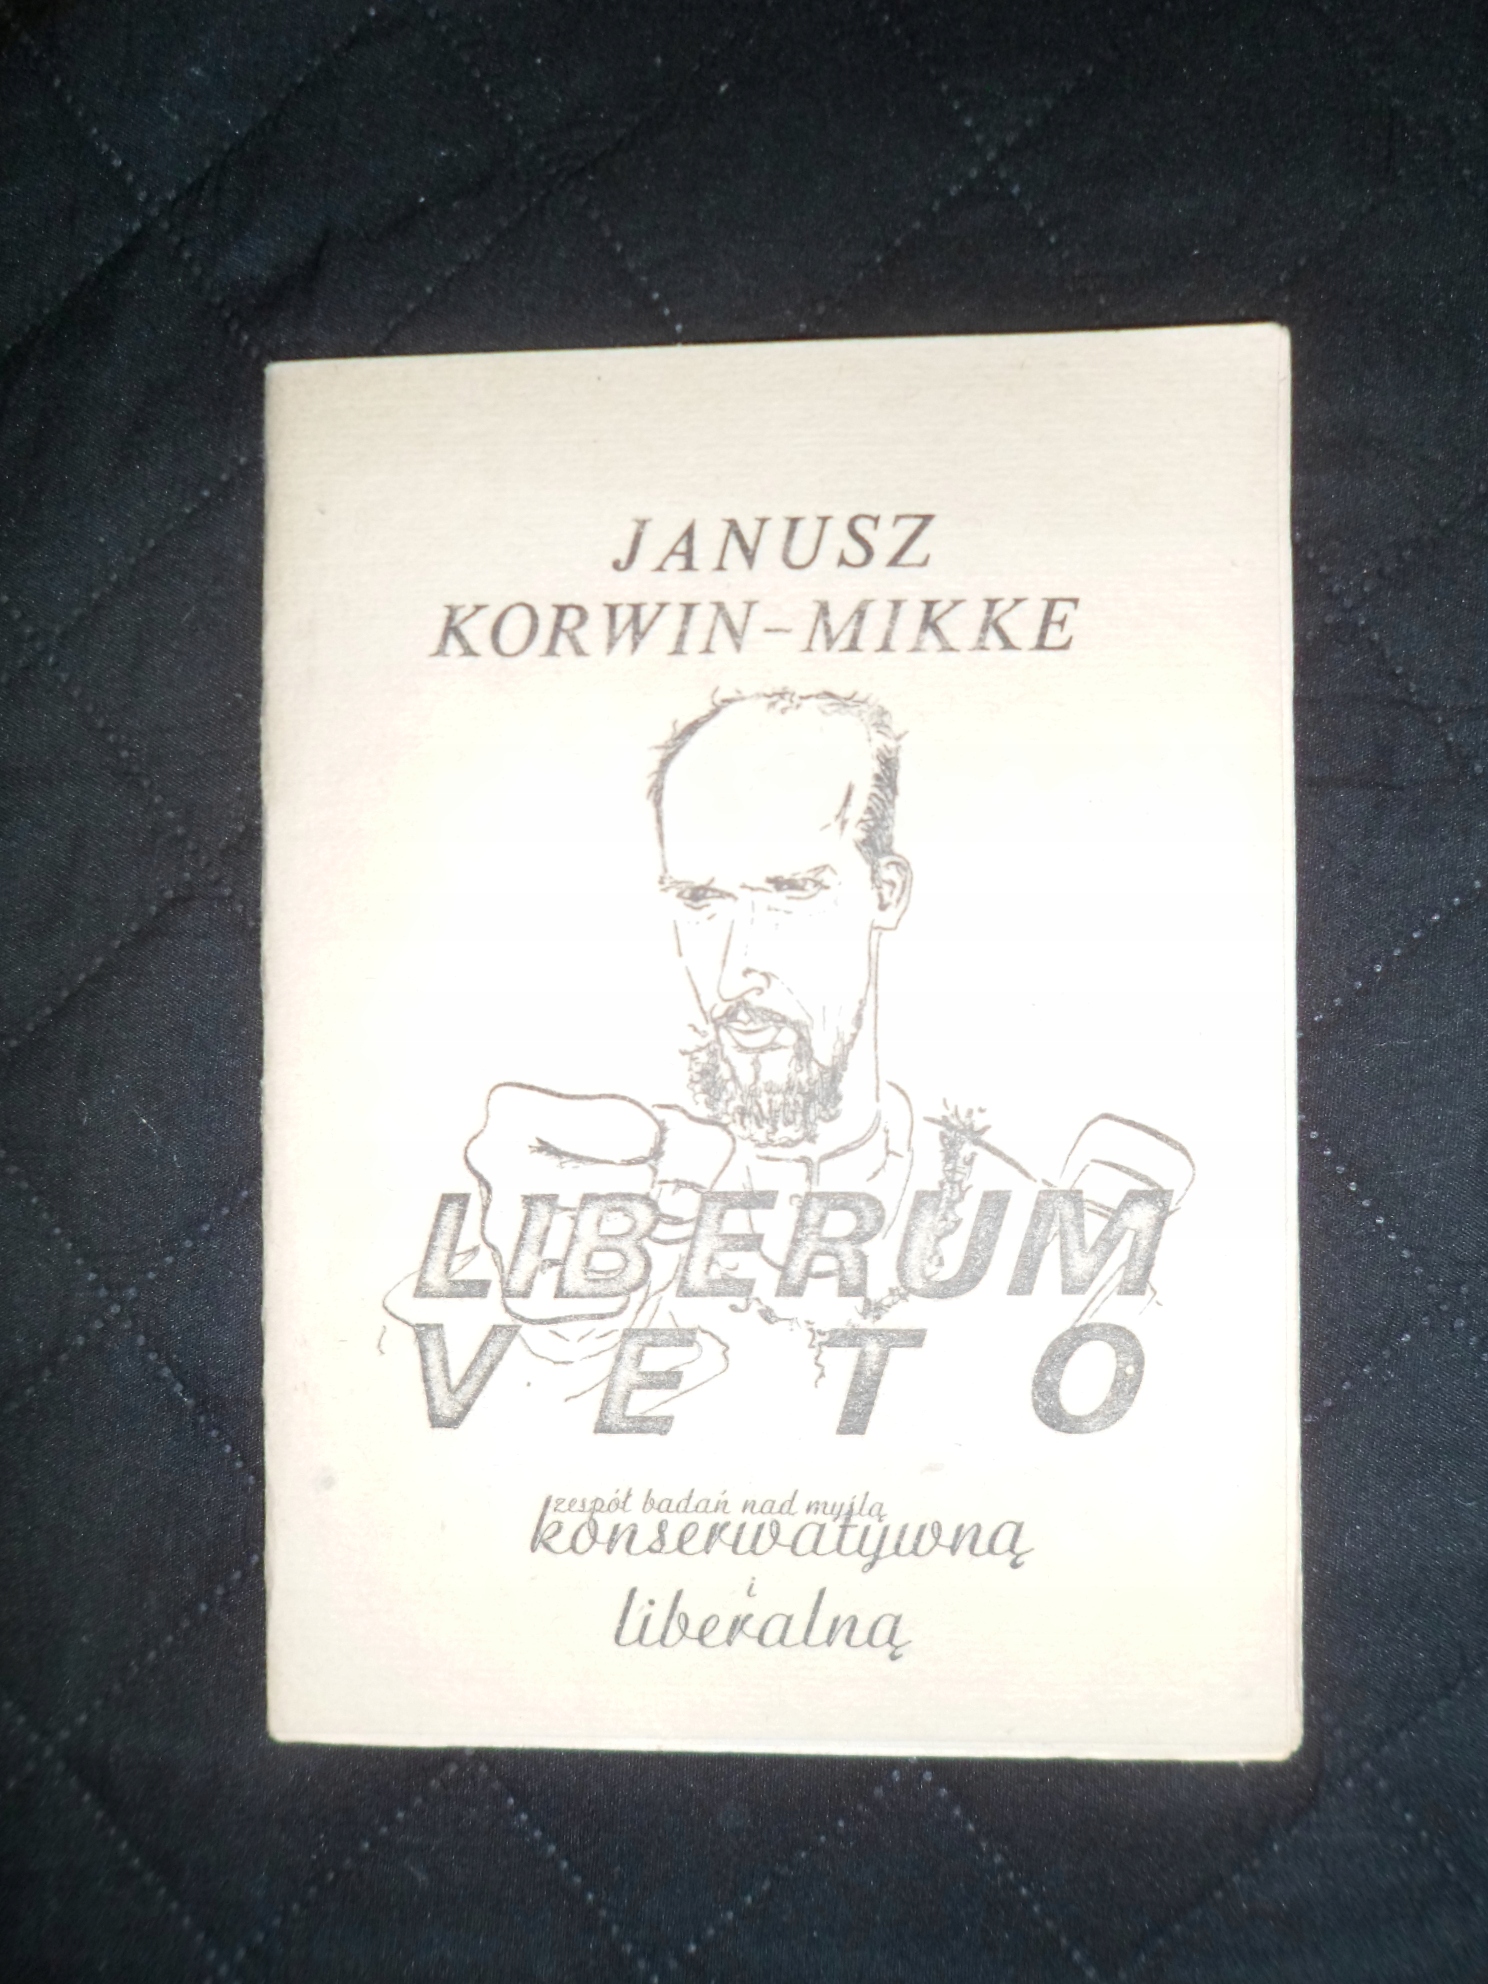 JANUSZ
KORWIN-MIKKE
LIBERUM
VETO
zespół badań nad myślą
konserwatywną
i
liberalną